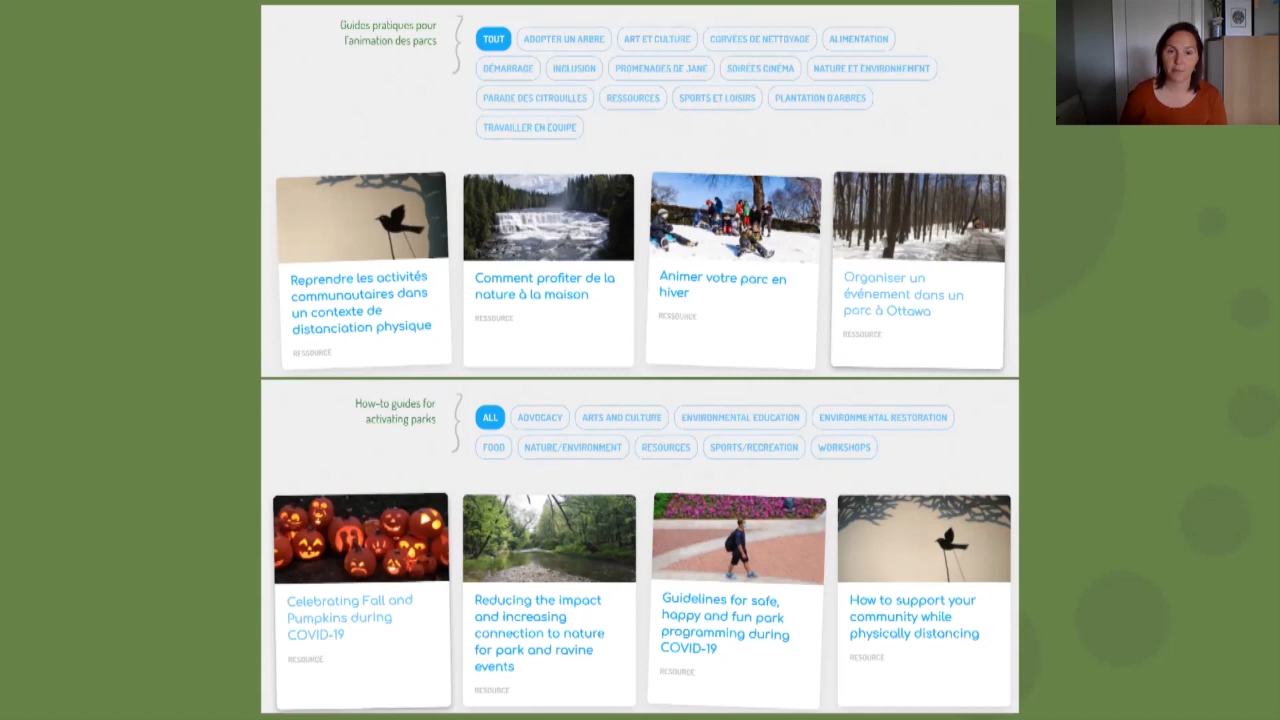 Guides pratiques pour
l'animation des parcs
TOUT
ADOPTER UN ARBRE
ART ET CULTURE
CORVÉES DE NETTOYAGE
ALIMENTATION
DÉMARRAGE
INCLUSION
PROMENADES DE JANE
SOIRÉES CINÉMA
NATURE ET ENVIRONNEMENT
PARADE DES CITROUILLES
RESSOURCES
SPORTS ET LOISIRS
PLANTATION D'ARBRES
TRAVAILLER EN ÉQUIPE
Reprendre les activités
communautaires dans
un contexte de
distanciation physique
RESSOURCE
Comment profiter de la
nature à la maison
RESSOURCE
Animer votre parc en
hiver
RESSOURCE
Organiser un
événement dans un
parc à Ottawa
RESSOURCE
How-to guides for
activating parks
ALL
ADVOCACY
ARTS AND CULTURE
ENVIRONMENTAL EDUCATION
ENVIRONMENTAL RESTORATION
FOOD
NATURE/ENVIRONMENT
RESOURCES
SPORTS/RECREATION
WORKSHOPS
Celebrating Fall and
Pumpkins during
COVID-19
RESOURCE
Reducing the impact
and increasing
connection to nature
for park and ravine
events
RESOURCE
Guidelines for safe,
happy and fun park
programming during
COVID-19
RESOURCE
How to support your
community while
physically distancing
RESOURCE